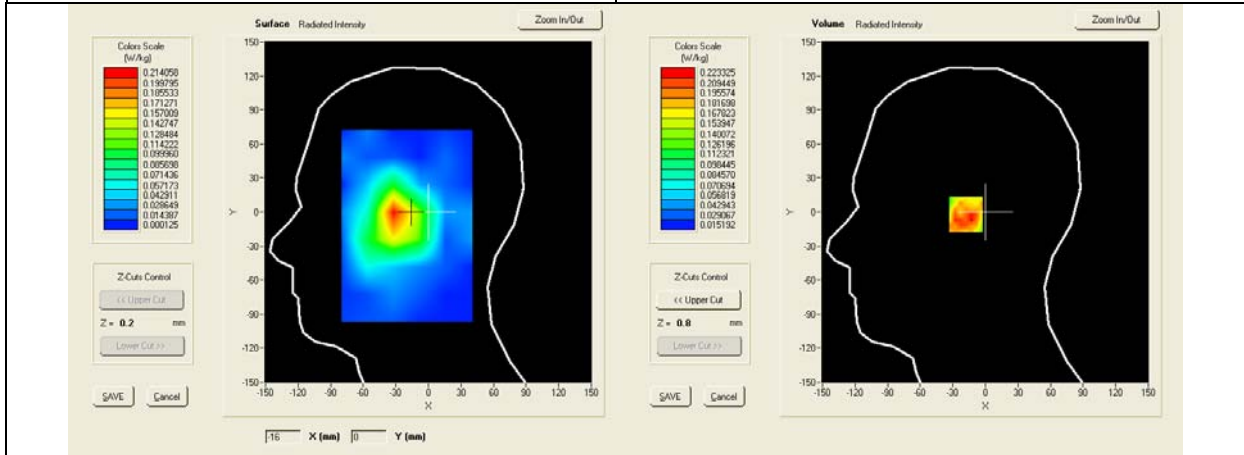 Surface Radiated Intensity
Zoom In/Out
Colors Scale
(W/kg)
0.214058
0.199795
0.185533
0.171271
0.157009
0.142747
0.128484
0.114222
0.099960
0.085698
0.071436
0.057173
0.042911
0.028649
0.014387
0.000125
Z-Cuts Control
<< Upper Cut
Z = 0.2 mm
Lower Cut >>
SAVE Cancel
150
120
90
60
30
0
-30
-60
-90
-120
-150
Y
-150 -120 -90 -60 -30 0 30 60 90 120 150
X
-16 X (mm) 0 Y (mm)
Volume Radiated Intensity
Zoom In/Out
Colors Scale
(W/kg)
0.223325
0.209449
0.195574
0.181698
0.167823
0.153947
0.140072
0.126196
0.112321
0.098445
0.084570
0.070694
0.056819
0.042943
0.029067
0.015192
Z-Cuts Control
<< Upper Cut
Z = 0.8 mm
Lower Cut >>
SAVE Cancel
150
120
90
60
30
0
-30
-60
-90
-120
-150
Y
-150 -120 -90 -60 -30 0 30 60 90 120 150
X